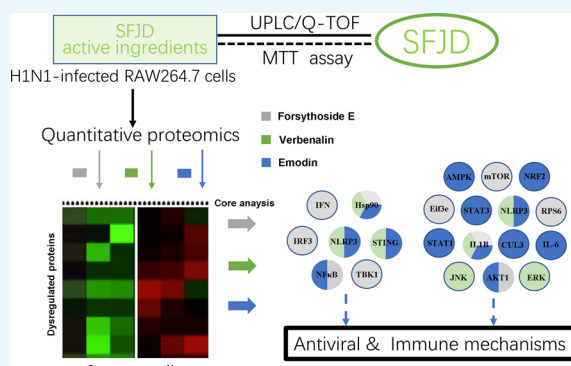 SFJD
active ingredients
UPLC/Q-TOF
MTT assay
SFJD
H1N1-infected RAW264.7 cells
Quantitative proteomics
Forsythoside E
Verbenalin
Emodin
Core anaysis
Dysregulated proteins
IFN
Hsp90
IRF3
NLRP3
STING
NFκB
TBK1
AMPK
mTOR
NRF2
Eif3e
STAT3
NLRP3
RPS6
STAT1
IL1B
CUL3
IL-6
JNK
AKT1
ERK
Antiviral & Immune mechanisms